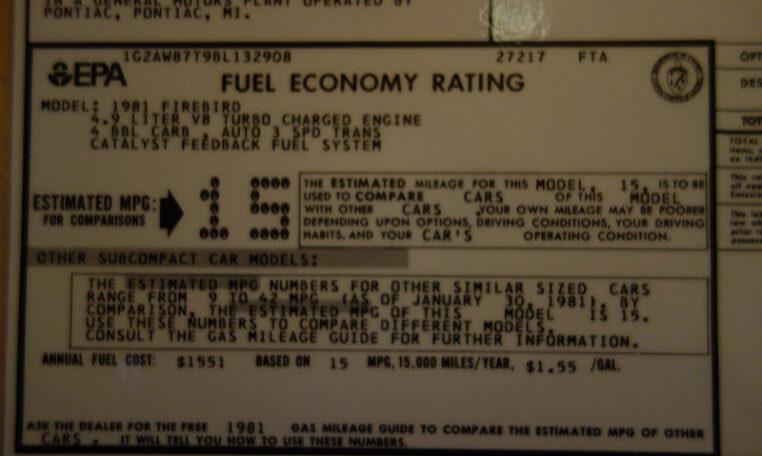 IN A GENERAL MOTORS PLANT OPERATED BY
PONTIAC, PONTIAC, MI.
1G2AW87T9BL132908 27217 FTA
EPA FUEL ECONOMY RATING
MODEL: 1981 FIREBIRD
4.9 LITER V8 TURBO CHARGED ENGINE
4 BBL CARB , AUTO 3 SPD TRANS
CATALYST FEEDBACK FUEL SYSTEM
ESTIMATED MPG:
FOR COMPARISONS
15
THE ESTIMATED MILEAGE FOR THIS MODEL, 15, IS TO BE
USED TO COMPARE CARS OF THIS MODEL
WITH OTHER CARS .YOUR OWN MILEAGE MAY BE POORER
DEPENDING UPON OPTIONS, DRIVING CONDITIONS, YOUR DRIVING
HABITS, AND YOUR CAR'S OPERATING CONDITION.
OTHER SUBCOMPACT CAR MODELS:
THE ESTIMATED MPG NUMBERS FOR OTHER SIMILAR SIZED CARS
RANGE FROM 9 TO 42 MPG (AS OF JANUARY 30, 1981). BY
COMPARISON, THE ESTIMATED MPG OF THIS MODEL IS 15.
USE THESE NUMBERS TO COMPARE DIFFERENT MODELS.
CONSULT THE GAS MILEAGE GUIDE FOR FURTHER INFORMATION.
ANNUAL FUEL COST: $1551 BASED ON 15 MPG, 15,000 MILES/YEAR, $1.55 /GAL.
ASK THE DEALER FOR THE FREE 1981 GAS MILEAGE GUIDE TO COMPARE THE ESTIMATED MPG OF OTHER
CARS . IT WILL TELL YOU HOW TO USE THESE NUMBERS.
OPT
DES
TOT
TOTAL